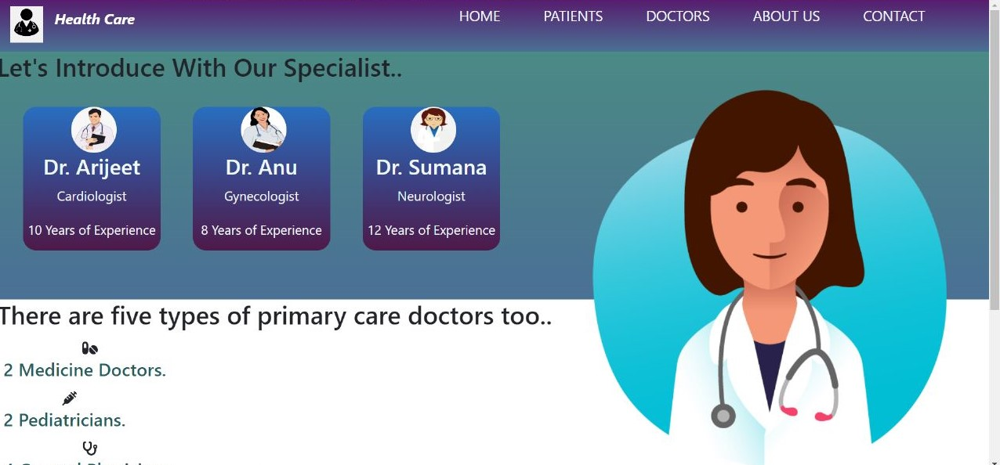 Health Care
HOME PATIENTS DOCTORS ABOUT US CONTACT
Let's Introduce With Our Specialist..
Dr. Arijeet
Cardiologist
10 Years of Experience
Dr. Anu
Gynecologist
8 Years of Experience
Dr. Sumana
Neurologist
12 Years of Experience
There are five types of primary care doctors too..
2 Medicine Doctors.
2 Pediatricians.